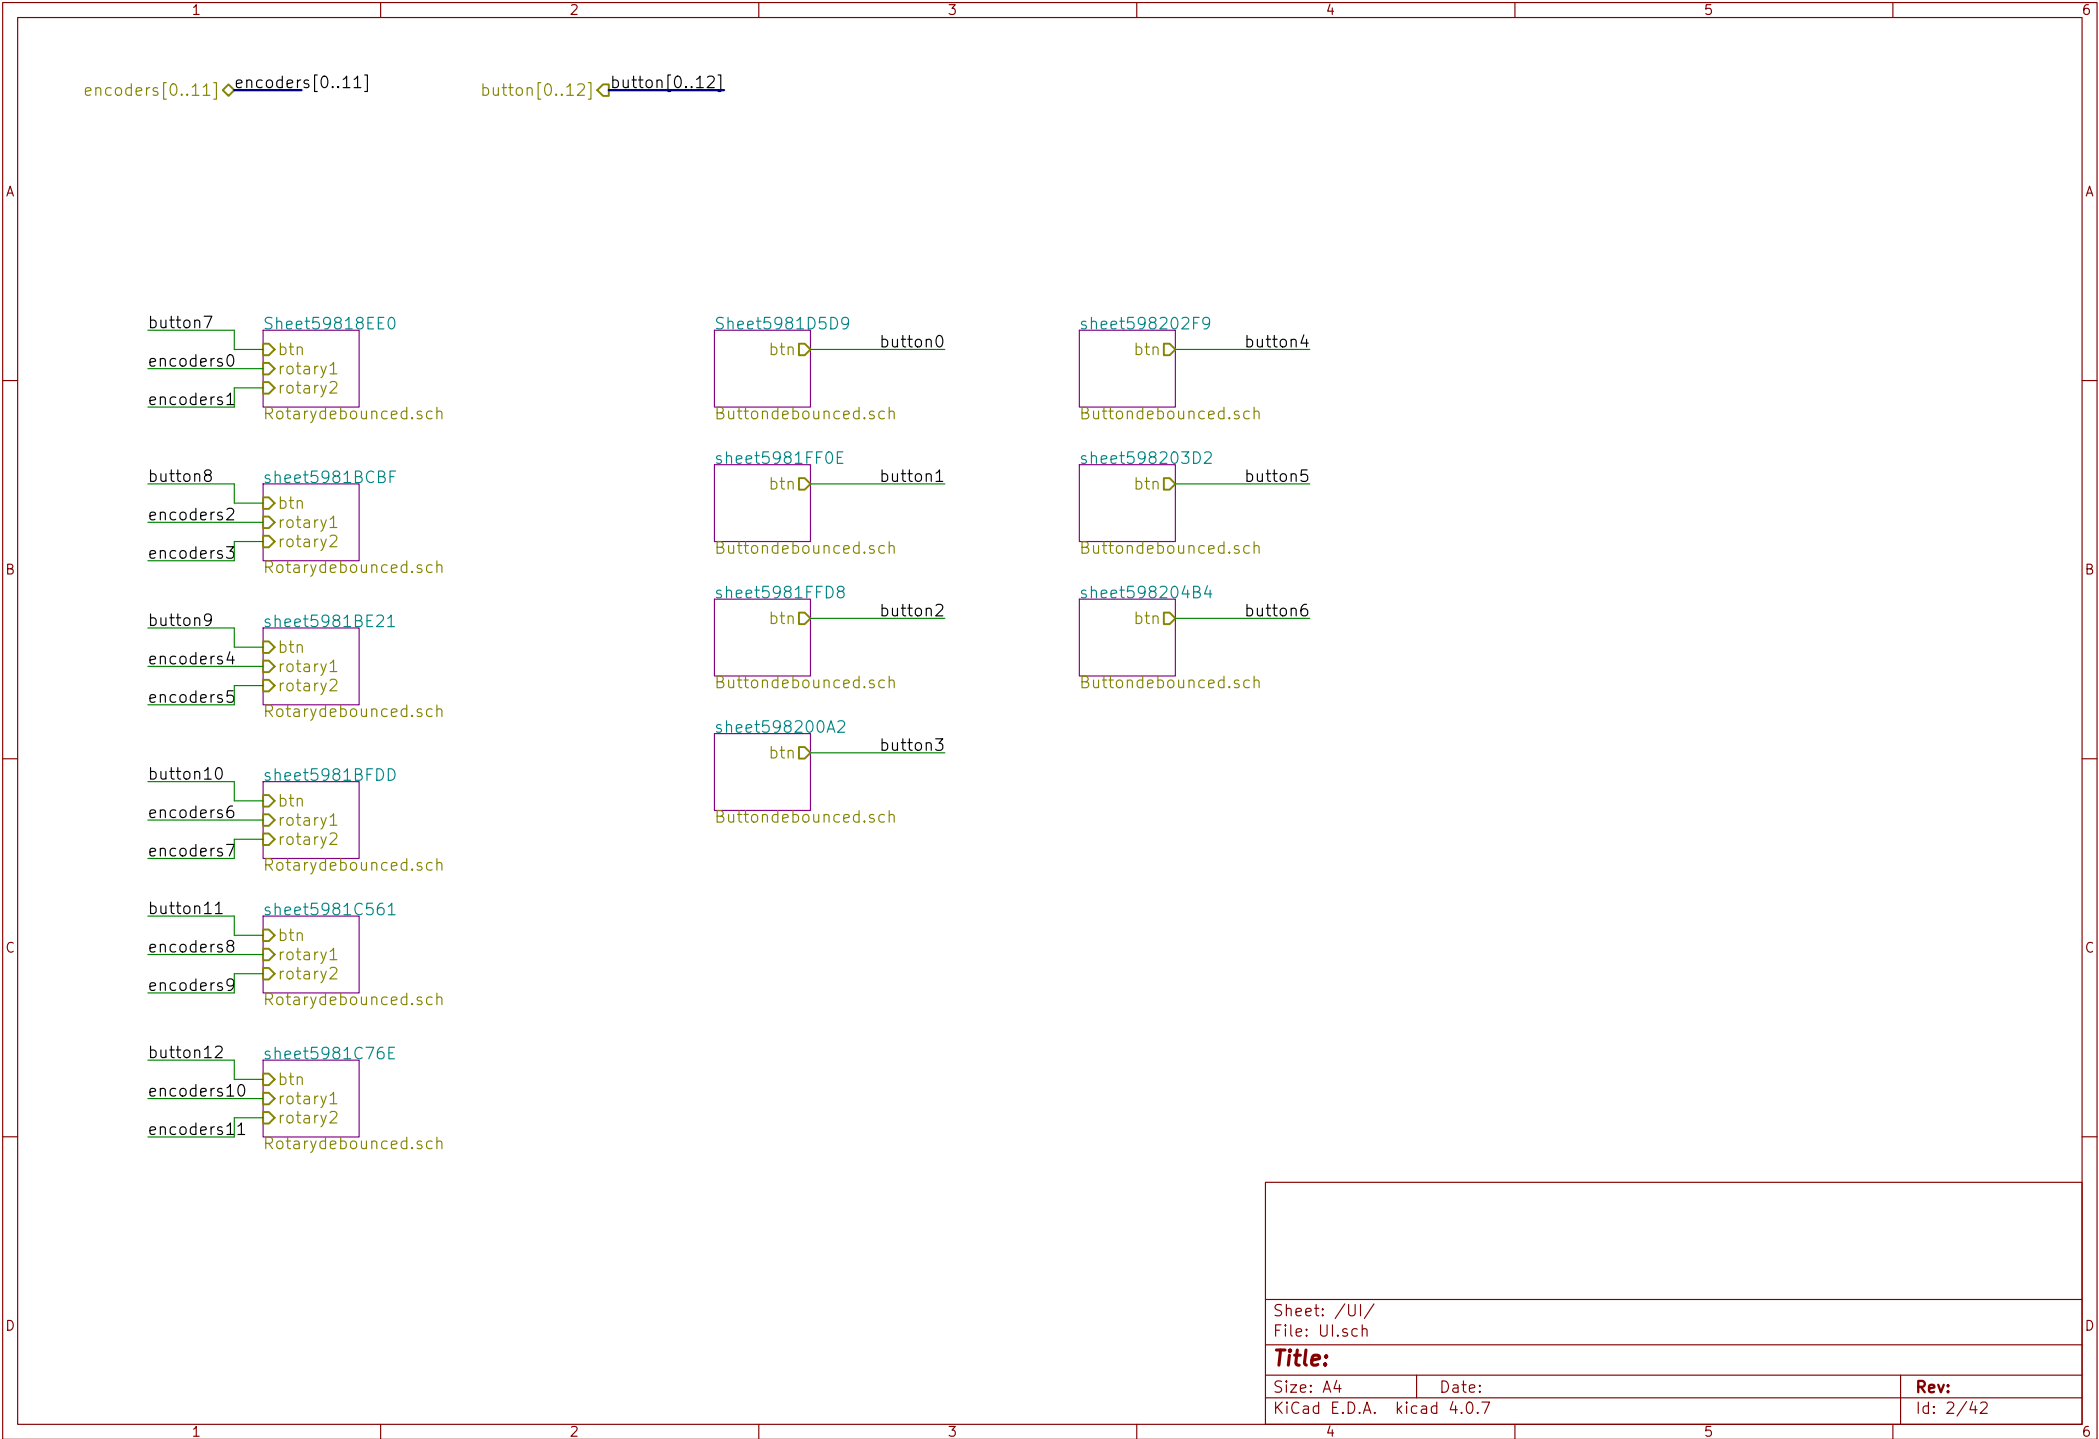 1 2 3 4 5 6
encoders[0..11] encoders[0..11] button[0..12] button[0..12]
A A
button7 Sheet59818EE0
btn
encoders0 rotary1
rotary2
encoders1
Rotarydebounced.sch
Sheet5981D5D9
btn button0
Buttondebounced.sch
sheet598202F9
btn button4
Buttondebounced.sch
button8 sheet5981BCBF
btn
encoders2 rotary1
rotary2
encoders3
Rotarydebounced.sch
sheet5981FF0E
btn button1
Buttondebounced.sch
sheet598203D2
btn button5
Buttondebounced.sch
B B
button9 sheet5981BE21
btn
encoders4 rotary1
rotary2
encoders5
Rotarydebounced.sch
sheet5981FFD8
btn button2
Buttondebounced.sch
sheet598204B4
btn button6
Buttondebounced.sch
button10 sheet5981BFDD
btn
encoders6 rotary1
rotary2
encoders7
Rotarydebounced.sch
sheet598200A2
btn button3
Buttondebounced.sch
button11 sheet5981C561
btn
encoders8 rotary1
rotary2
encoders9
Rotarydebounced.sch
C C
button12 sheet5981C76E
btn
encoders10 rotary1
rotary2
encoders11
Rotarydebounced.sch
Sheet: /UI/
File: UI.sch
D D
Title:
Size: A4 Date: Rev:
KiCad E.D.A. kicad 4.0.7 Id: 2/42
1 2 3 4 5 6